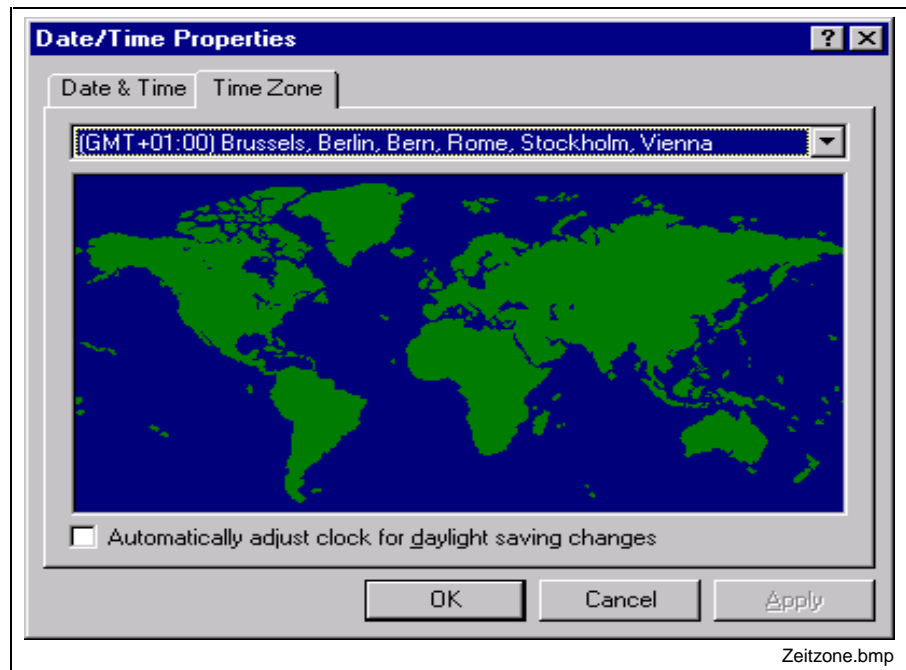 Date/Time Properties
Date & Time Time Zone
(GMT+01:00) Brussels, Berlin, Bern, Rome, Stockholm, Vienna
Automatically adjust clock for daylight saving changes
OK Cancel Apply
Zeitzone.bmp